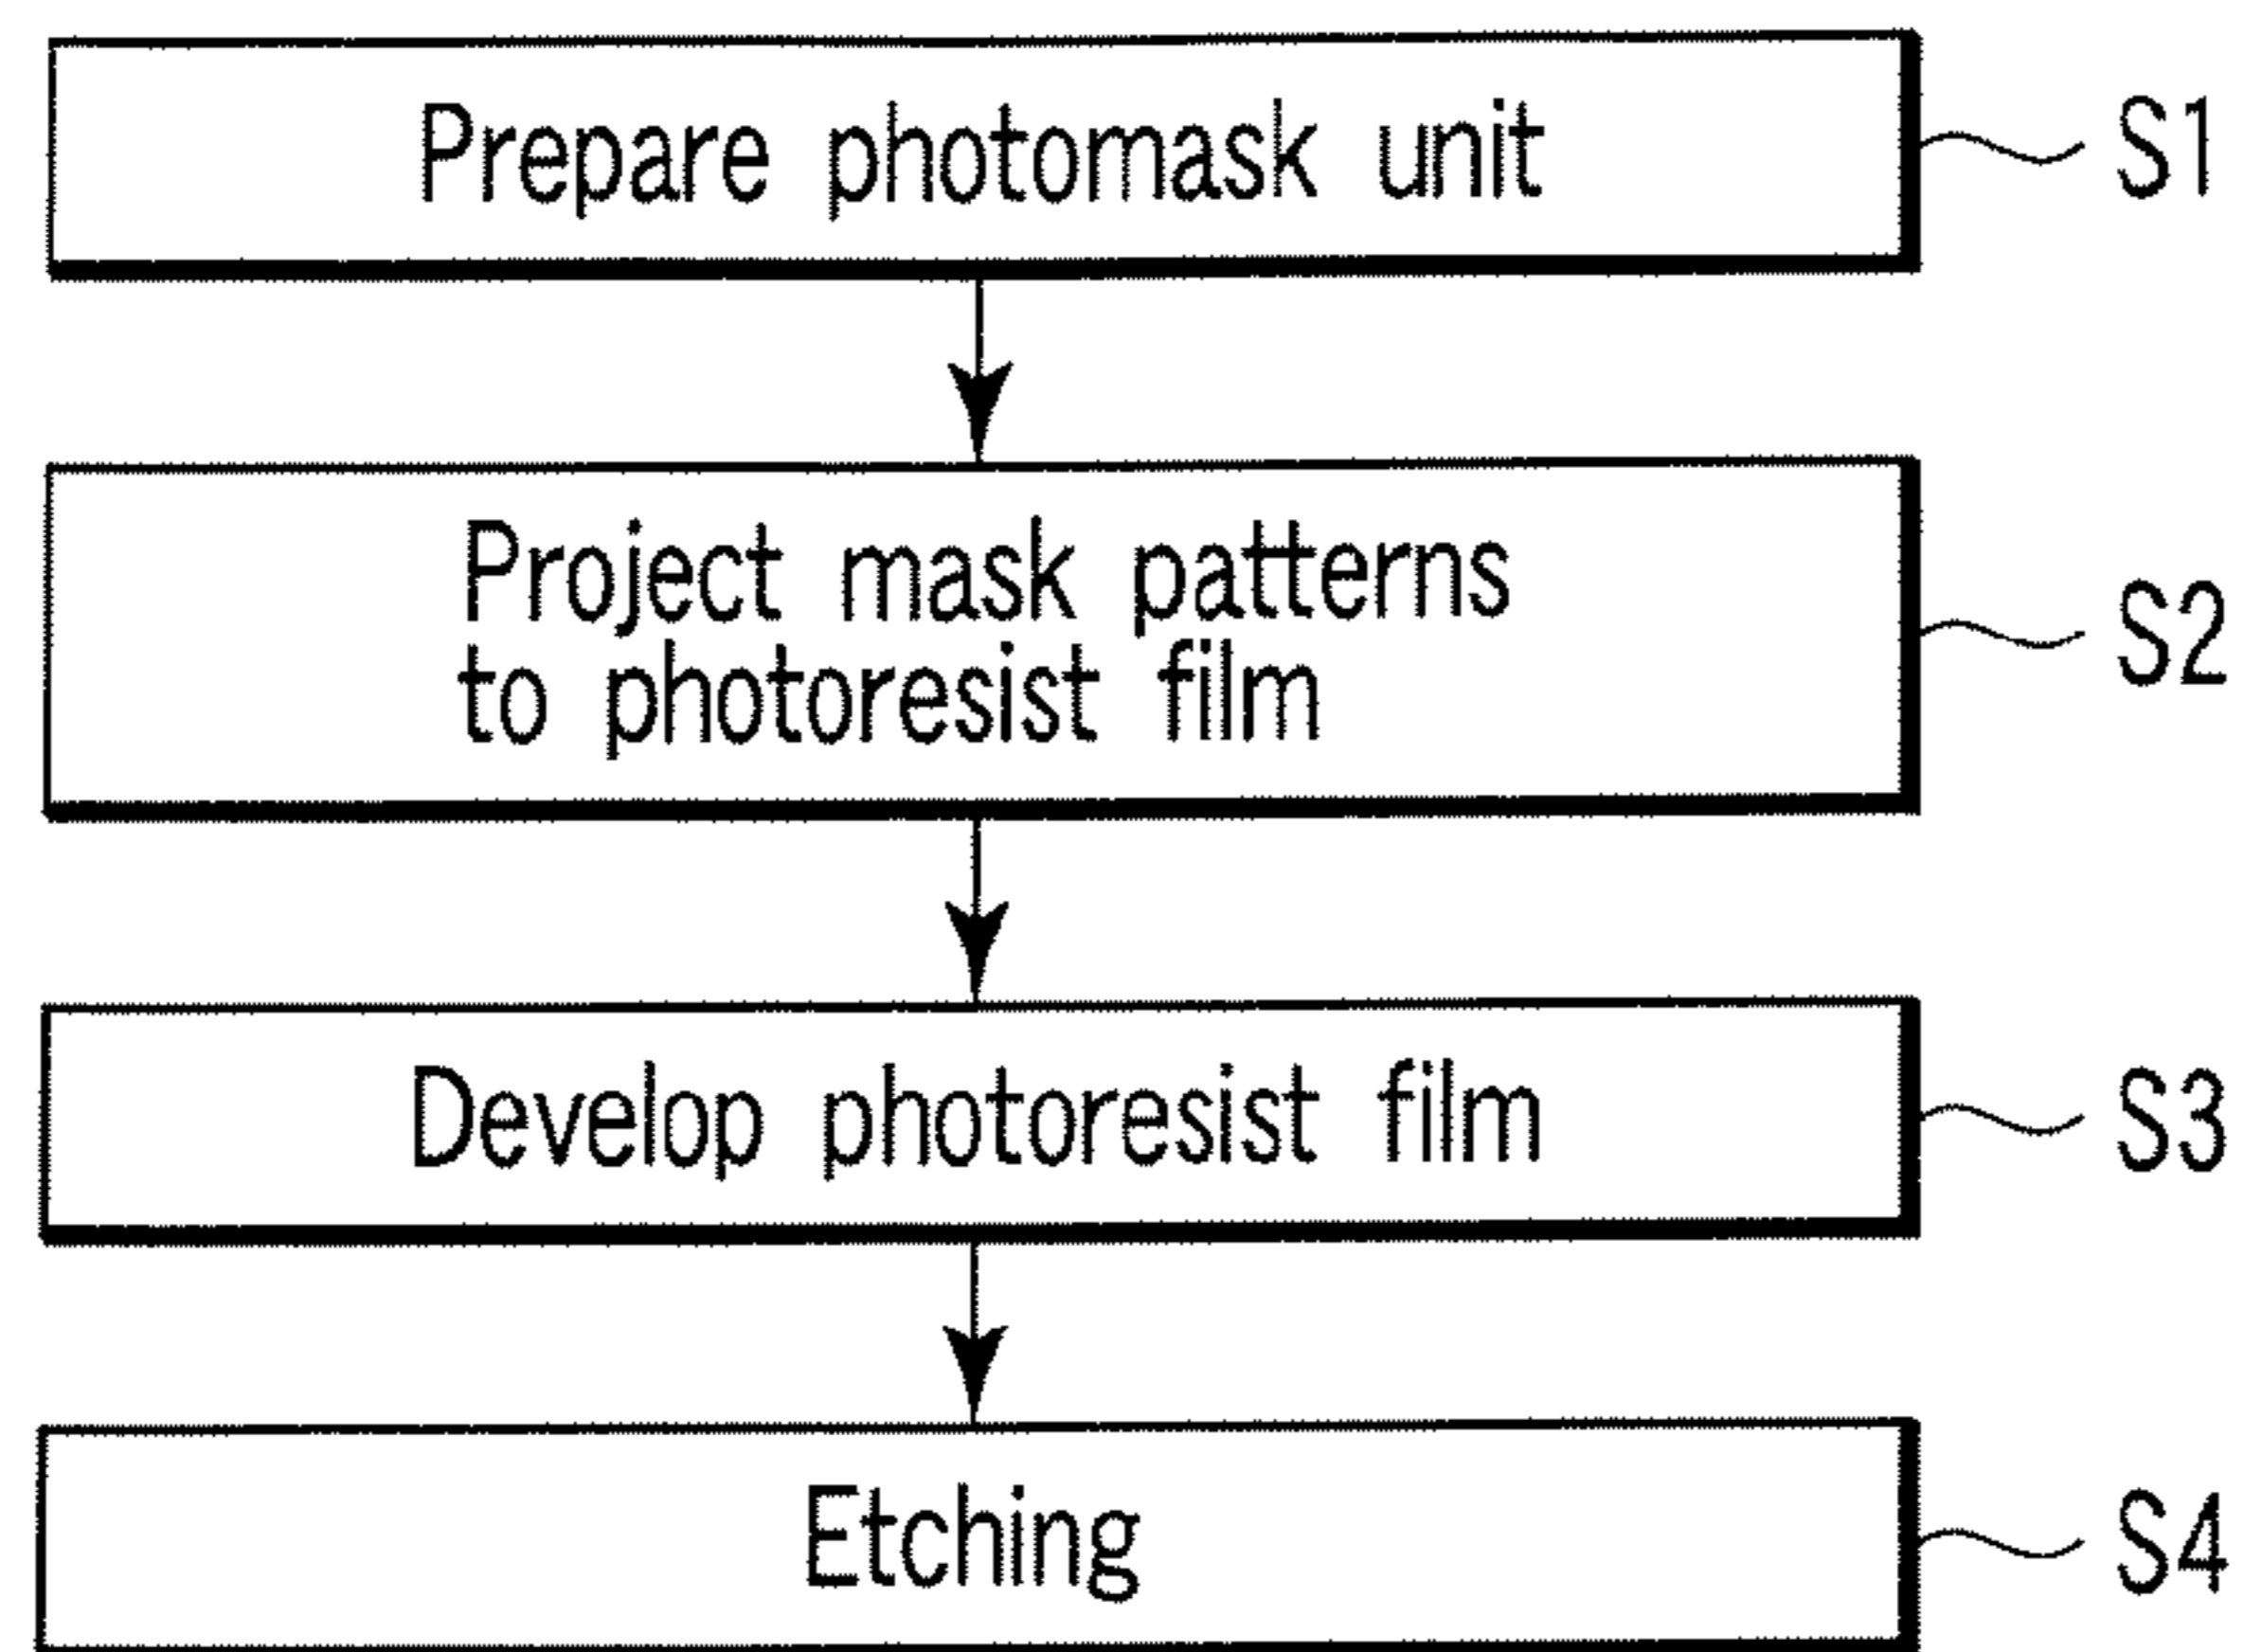 Prepare photomask unit
S1
Project mask patterns
to photoresist film
S2
Develop photoresist film
S3
Etching
S4